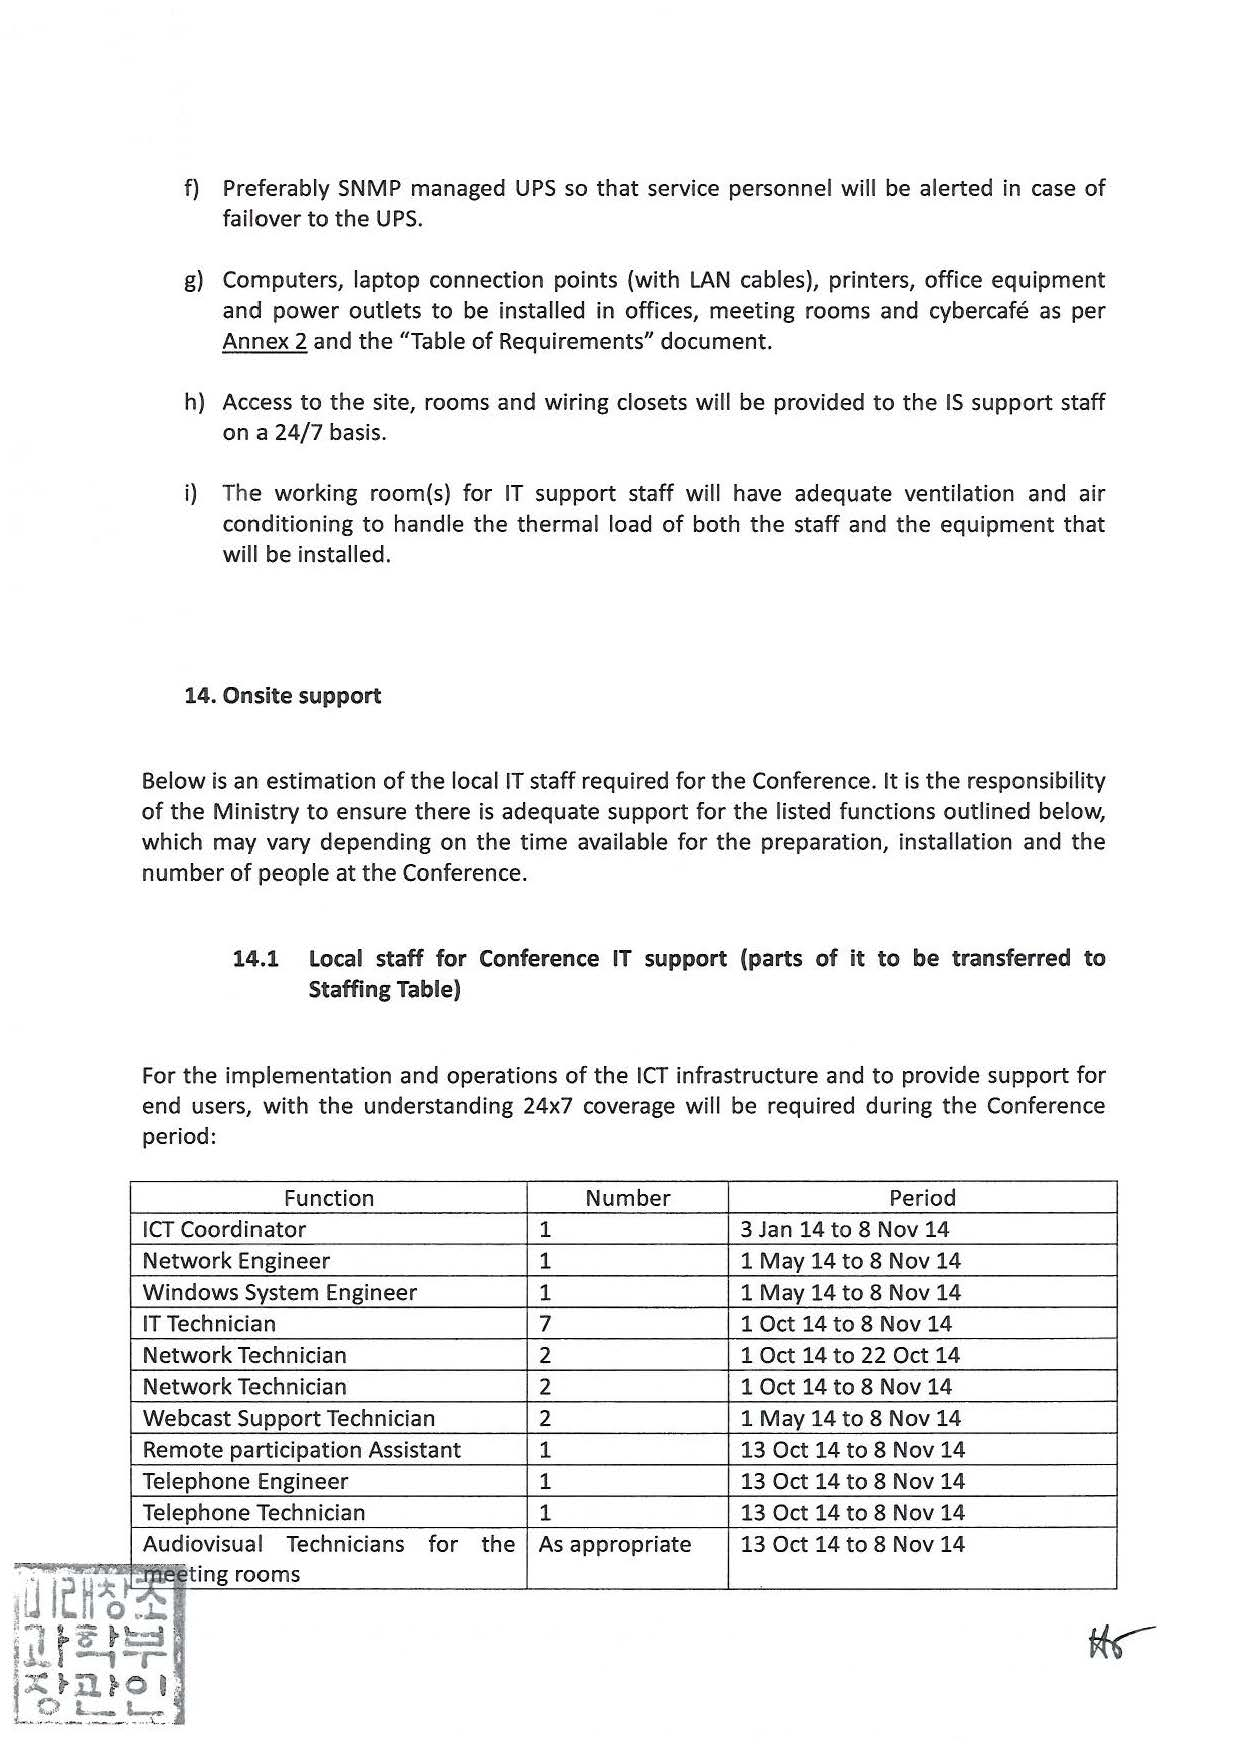 f) Preferably SNMP managed UPS so that service personnel will be alerted in case of
failover to the UPS.
g) Computers, laptop connection points (with LAN cables), printers, office equipment
and power outlets to be installed in offices, meeting rooms and cybercafé as per
Annex 2 and the “Table of Requirements” document.
h) Access to the site, rooms and wiring closets will be provided to the IS support staff
on a 24/7 basis.
i) The working room(s) for IT support staff will have adequate ventilation and air
conditioning to handle the thermal load of both the staff and the equipment that
will be installed.
14. Onsite support
Below is an estimation of the local IT staff required for the Conference. It is the responsibility
of the Ministry to ensure there is adequate support for the listed functions outlined below,
which may vary depending on the time available for the preparation, installation and the
number of people at the Conference.
14.1 Local staff for Conference IT support (parts of it to be transferred to
Staffing Table)
For the implementation and operations of the ICT infrastructure and to provide support for
end users, with the understanding 24x7 coverage will be required during the Conference
period:
Function Number Period
ICT Coordinator 1 3 Jan 14 to 8 Nov 14
Network Engineer 1 1 May 14 to 8 Nov 14
Windows System Engineer 1 1 May 14 to 8 Nov 14
IT Technician 7 1 Oct 14 to 8 Nov 14
Network Technician 2 1 Oct 14 to 22 Oct 14
Network Technician 2 1 Oct 14 to 8 Nov 14
Webcast Support Technician 2 1 May 14 to 8 Nov 14
Remote participation Assistant 1 13 Oct 14 to 8 Nov 14
Telephone Engineer 1 13 Oct 14 to 8 Nov 14
Telephone Technician 1 13 Oct 14 to 8 Nov 14
Audiovisual Technicians for the As appropriate 13 Oct 14 to 8 Nov 14
meeting rooms
미래창조
과학부
장관인